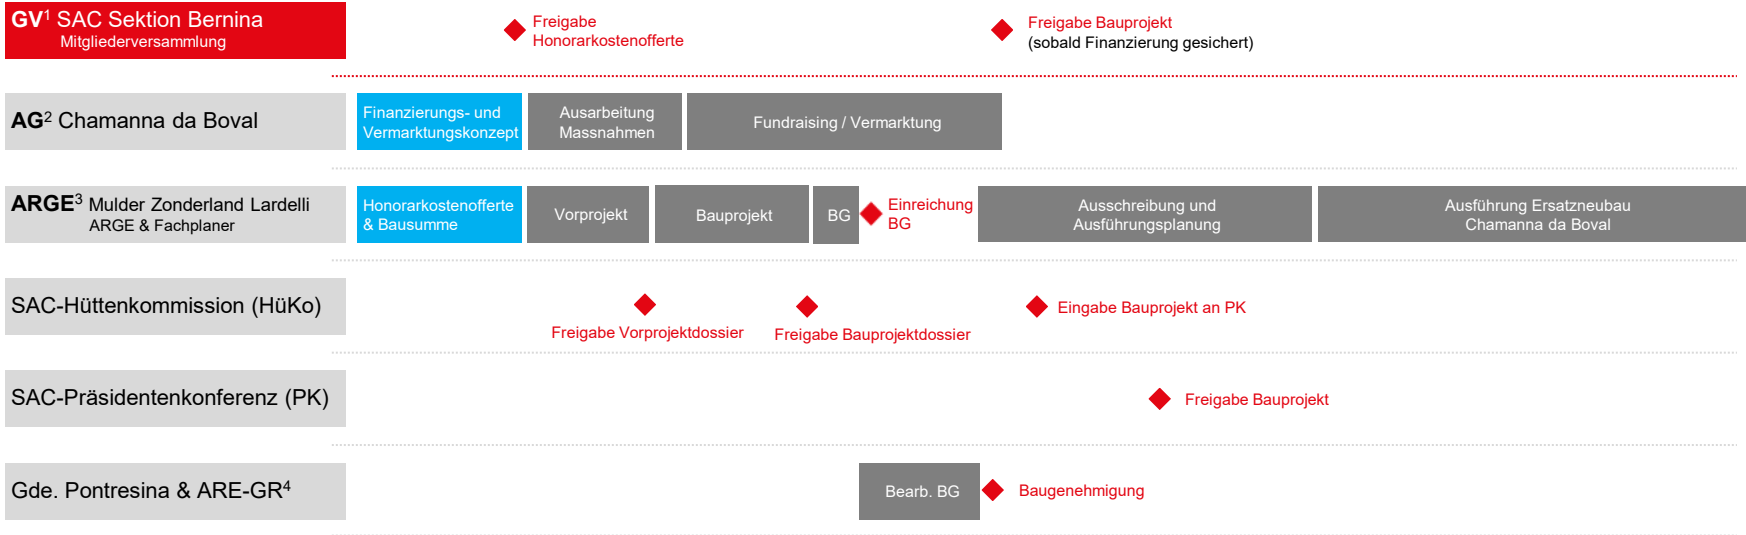 GV¹ SAC Sektion Bernina
Mitgliederversammlung
Freigabe
Honorarkostenofferte
Freigabe Bauprojekt
(sobald Finanzierung gesichert)
AG² Chamanna da Boval
Finanzierungs- und
Vermarktungskonzept
Ausarbeitung
Massnahmen
Fundraising / Vermarktung
ARGE³ Mulder Zonderland Lardelli
ARGE & Fachplaner
Honorarkostenofferte
& Bausumme
Vorprojekt
Bauprojekt
BG
Einreichung
BG
Ausschreibung und
Ausführungsplanung
Ausführung Ersatzneubau
Chamanna da Boval
SAC-Hüttenkommission (HüKo)
Freigabe Vorprojektdossier
Freigabe Bauprojektdossier
Eingabe Bauprojekt an PK
SAC-Präsidentenkonferenz (PK)
Freigabe Bauprojekt
Gde. Pontresina & ARE-GR⁴
Bearb. BG
Baugenehmigung